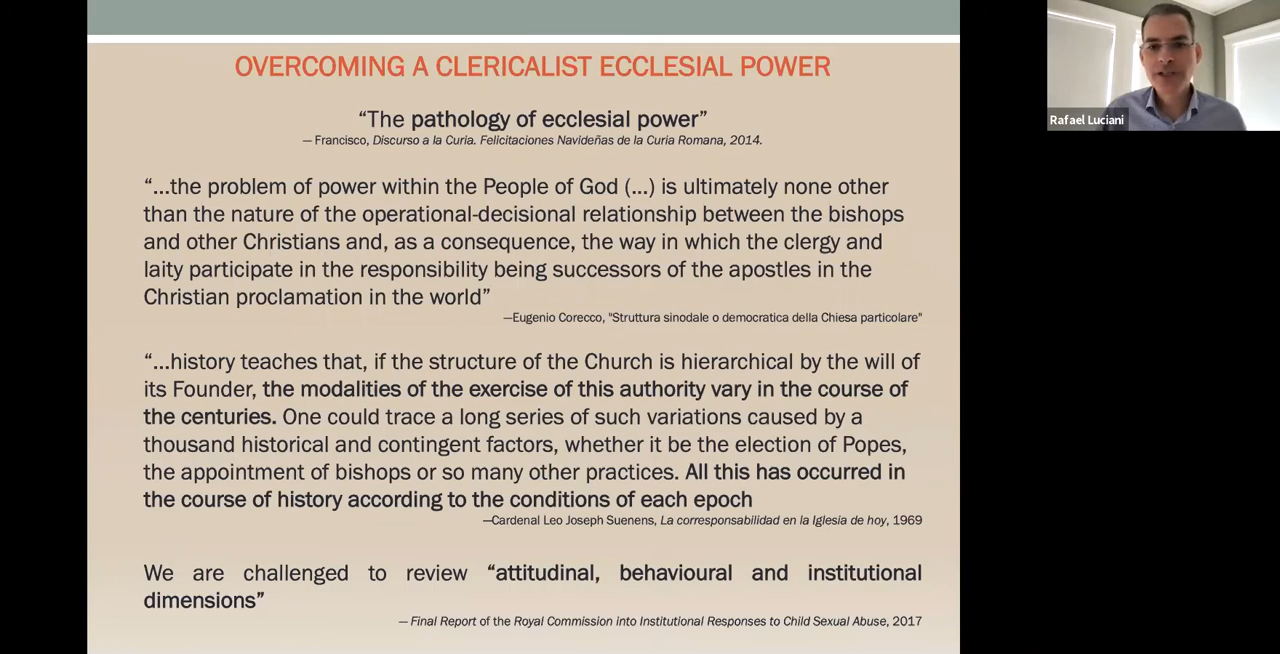 OVERCOMING A CLERICALIST ECCLESIAL POWER
“The pathology of ecclesial power”
— Francisco, Discurso a la Curia. Felicitaciones Navideñas de la Curia Romana, 2014.
“...the problem of power within the People of God (...) is ultimately none other
than the nature of the operational-decisional relationship between the bishops
and other Christians and, as a consequence, the way in which the clergy and
laity participate in the responsibility being successors of the apostles in the
Christian proclamation in the world”
—Eugenio Corecco, "Struttura sinodale o democratica della Chiesa particolare"
“...history teaches that, if the structure of the Church is hierarchical by the will of
its Founder, the modalities of the exercise of this authority vary in the course of
the centuries. One could trace a long series of such variations caused by a
thousand historical and contingent factors, whether it be the election of Popes,
the appointment of bishops or so many other practices. All this has occurred in
the course of history according to the conditions of each epoch
—Cardenal Leo Joseph Suenens, La corresponsabilidad en la Iglesia de hoy, 1969
We are challenged to review “attitudinal, behavioural and institutional
dimensions”
— Final Report of the Royal Commission into Institutional Responses to Child Sexual Abuse, 2017
Rafael Luciani